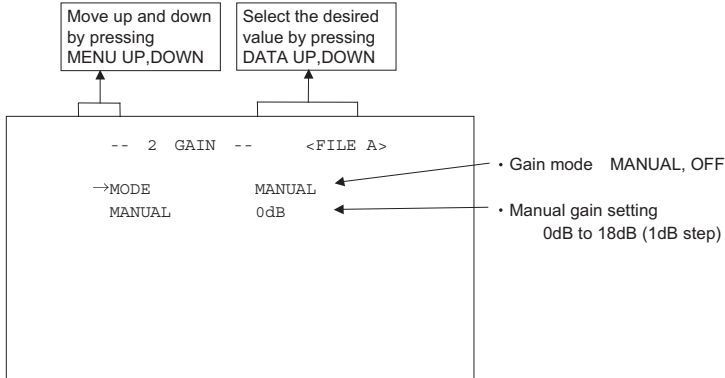 Move up and down
by pressing
MENU UP,DOWN
Select the desired
value by pressing
DATA UP,DOWN
-- 2 GAIN -- <FILE A>
→MODE MANUAL
MANUAL 0dB
・Gain mode MANUAL, OFF
・Manual gain setting
0dB to 18dB (1dB step)